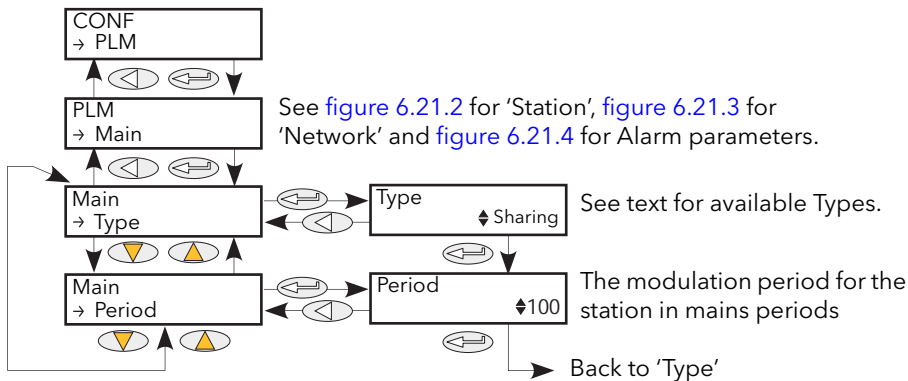 CONF
→ PLM
PLM
→ Main
See figure 6.21.2 for ‘Station’, figure 6.21.3 for
‘Network’ and figure 6.21.4 for Alarm parameters.
Main
→ Type
Type
Sharing
See text for available Types.
Main
→ Period
Period
100
The modulation period for the
station in mains periods
Back to ‘Type’